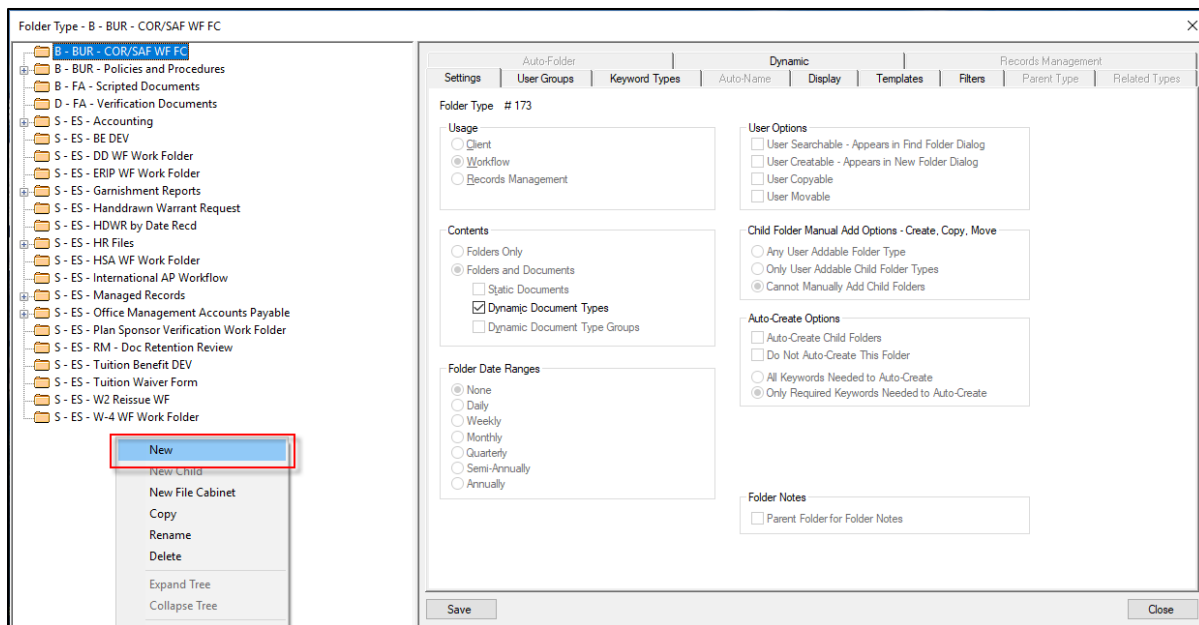 Folder Type - B - BUR - COR/SAF WF FC
B - BUR - COR/SAF WF FC
B - BUR - Policies and Procedures
B - FA - Scripted Documents
D - FA - Verification Documents
S - ES - Accounting
S - ES - BE DEV
S - ES - DD WF Work Folder
S - ES - ERIP WF Work Folder
S - ES - Garnishment Reports
S - ES - Handdrawn Warrant Request
S - ES - HDWR by Date Recd
S - ES - HR Files
S - ES - HSA WF Work Folder
S - ES - International AP Workflow
S - ES - Managed Records
S - ES - Office Management Accounts Payable
S - ES - Plan Sponsor Verification Work Folder
S - ES - RM - Doc Retention Review
S - ES - Tuition Benefit DEV
S - ES - Tuition Waiver Form
S - ES - W2 Reissue WF
S - ES - W-4 WF Work Folder
New
New Child
New File Cabinet
Copy
Rename
Delete
Expand Tree
Collapse Tree
Auto-Folder Dynamic Records Management
Settings User Groups Keyword Types Auto-Name Display Templates Filters Parent Type Related Types
Folder Type # 173
Usage
Client
Workflow
Records Management
Contents
Folders Only
Folders and Documents
Static Documents
Dynamic Document Types
Dynamic Document Type Groups
Folder Date Ranges
None
Daily
Weekly
Monthly
Quarterly
Semi-Annually
Annually
User Options
User Searchable - Appears in Find Folder Dialog
User Creatable - Appears in New Folder Dialog
User Copyable
User Movable
Child Folder Manual Add Options - Create, Copy, Move
Any User Addable Folder Type
Only User Addable Child Folder Types
Cannot Manually Add Child Folders
Auto-Create Options
Auto-Create Child Folders
Do Not Auto-Create This Folder
All Keywords Needed to Auto-Create
Only Required Keywords Needed to Auto-Create
Folder Notes
Parent Folder for Folder Notes
Save Close